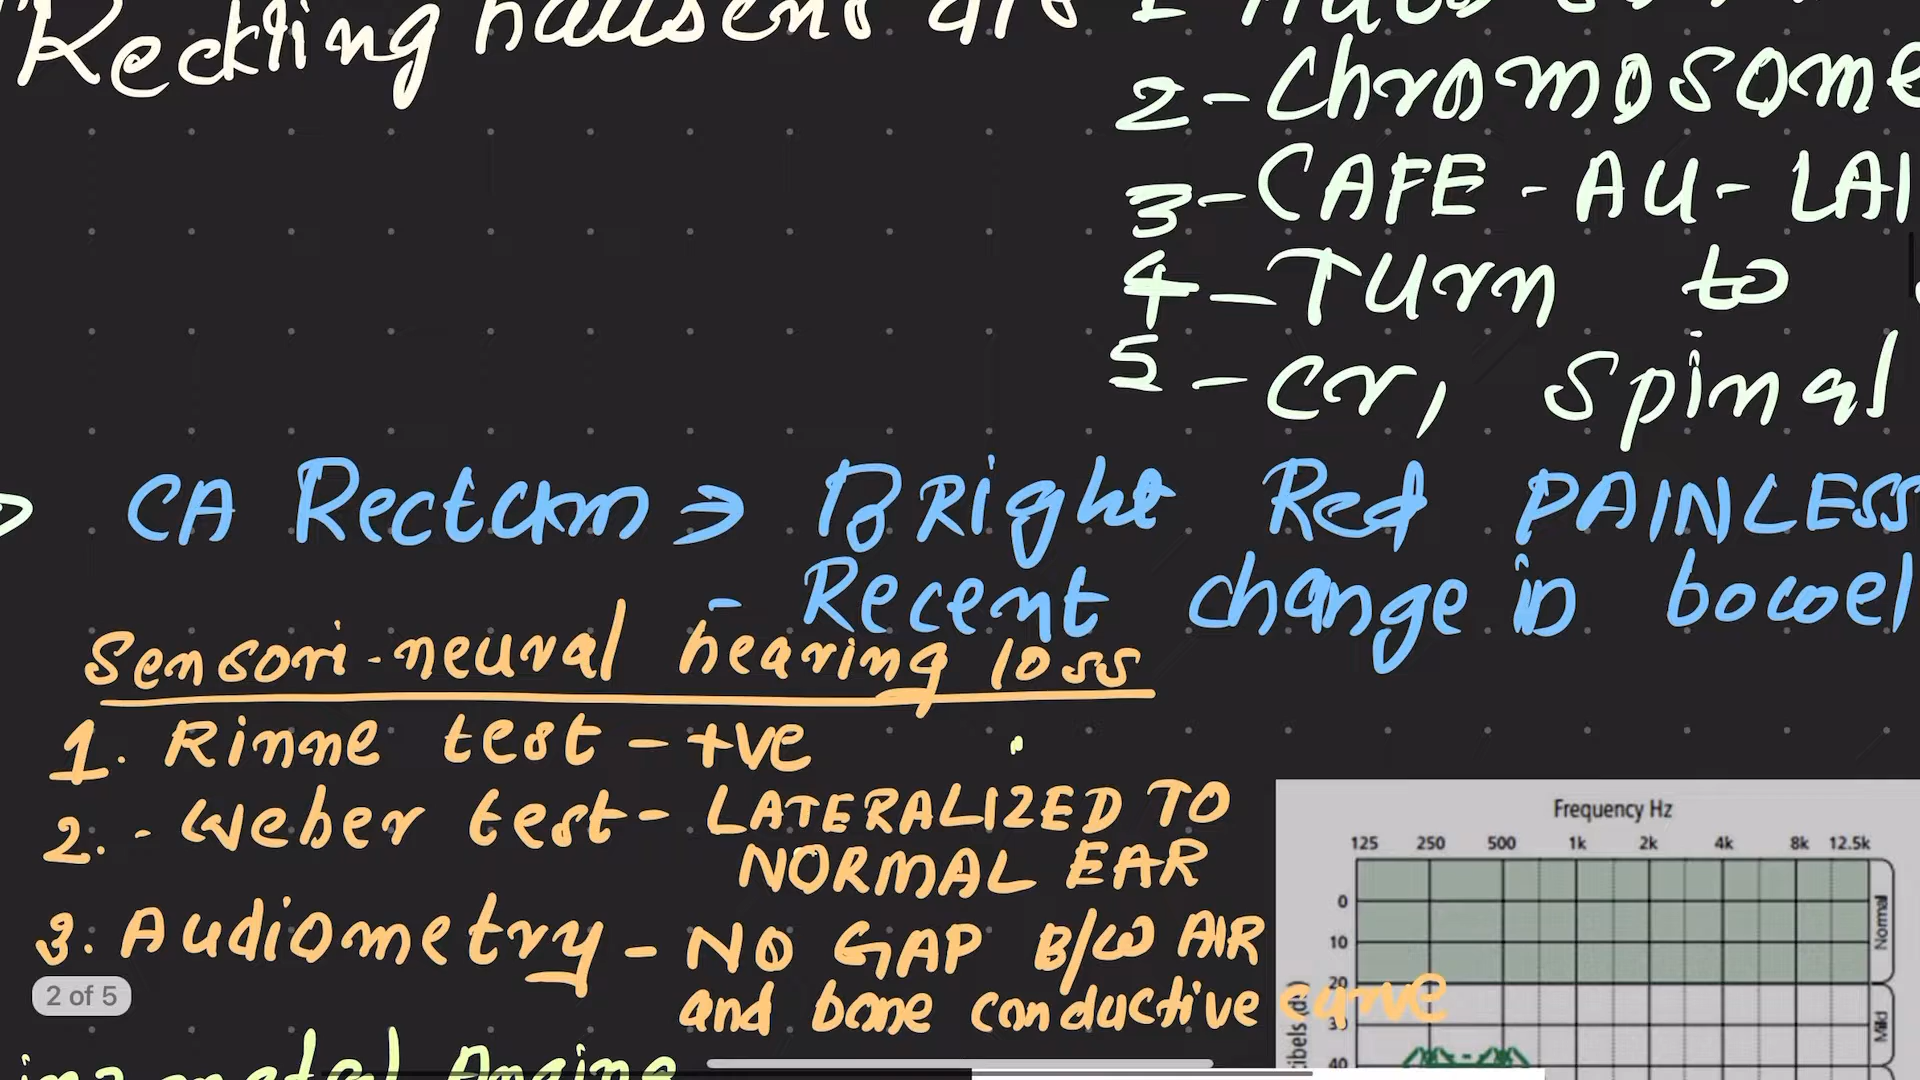 Recklinghausens dis
2 - Chromosome
3 - CAFE - AU - LAI
4 - Turn to
5 - cr, spinal
CA Rectum → Bright Red PAINLESS
- Recent change in bowel
Sensori-neural hearing loss
1. Rinne test - +ve
2. - Weber test - LATERALIZED TO
NORMAL EAR
3. Audiometry - NO GAP B/W AIR
and bone conductive curve
Frequency Hz
125 250 500 1k 2k 4k 8k 12.5k
0
10
20
30
40
Normal
Mild
2 of 5